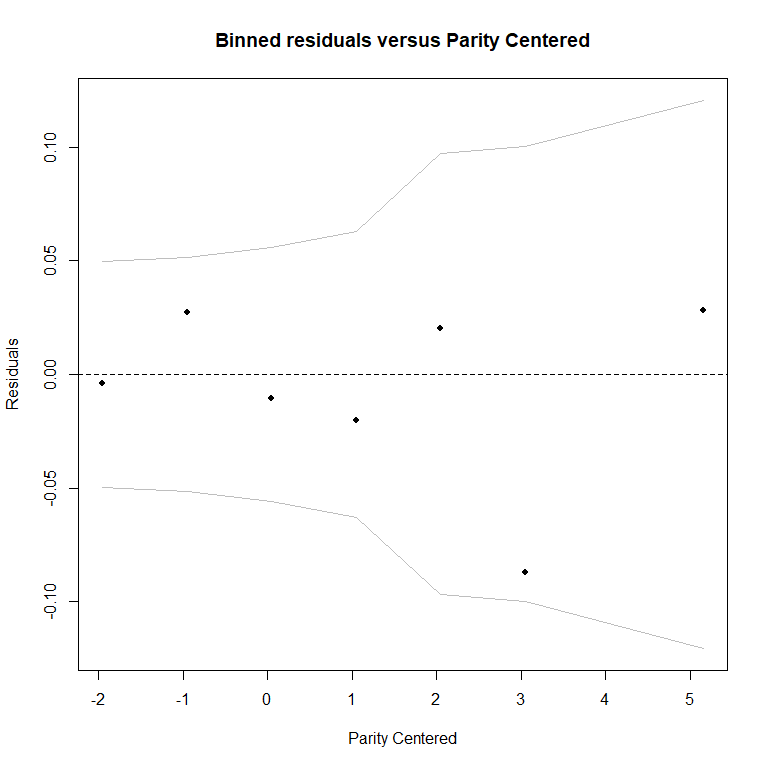 Binned residuals versus Parity Centered
Residuals
0.10
0.05
0.00
-0.05
-0.10
-2 -1 0 1 2 3 4 5
Parity Centered